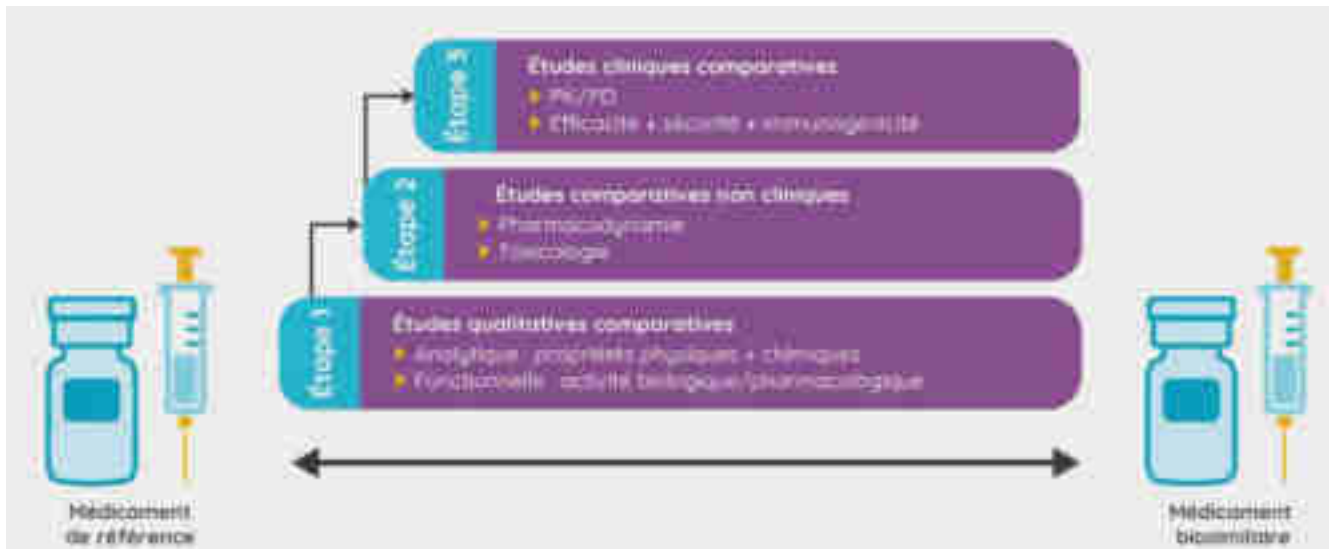 Étape 3
Études cliniques comparatives
PK/PD
Efficacité + sécurité + immunogénicité
Étape 2
Études comparatives non cliniques
Pharmacodynamie
Toxicologie
Étape 1
Études qualitatives comparatives
Analytique : propriétés physiques + chimiques
Fonctionnelle : activité biologique/pharmacologique
Médicament
de référence
Médicament
biosimilaire